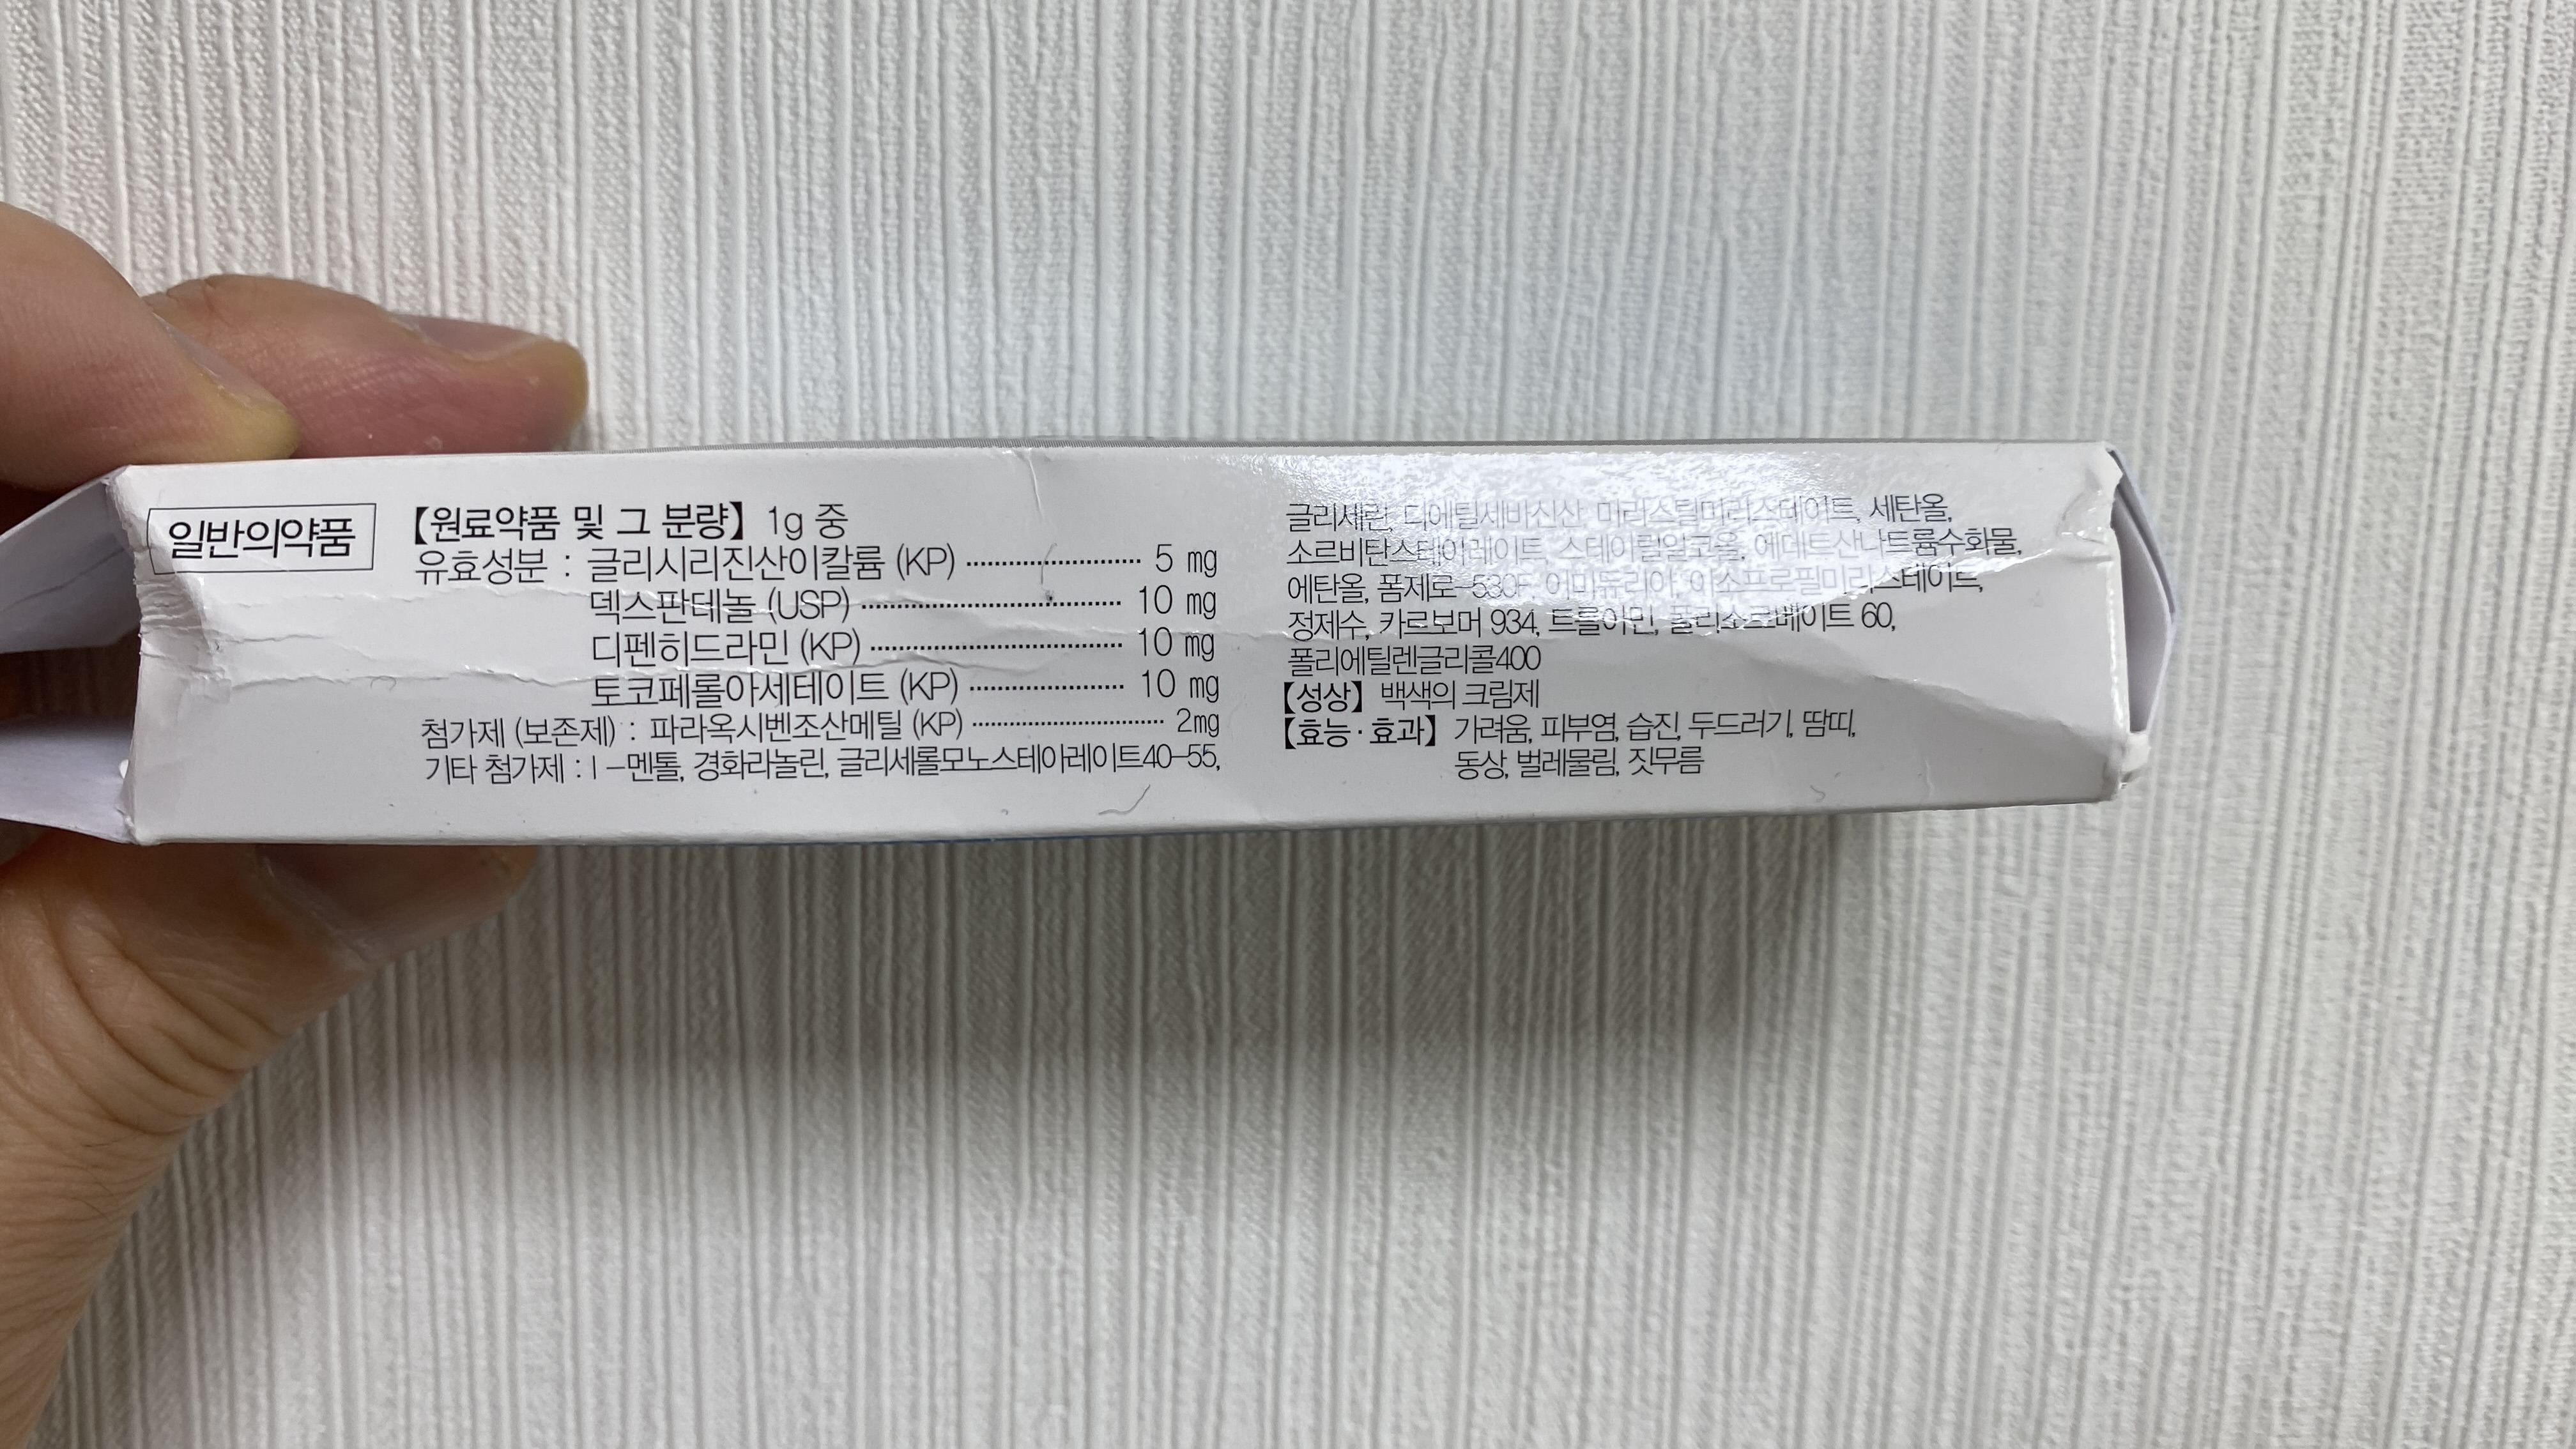 일반의약품
【원료약품 및 그 분량】 1g 중
유효성분 : 글리시리진산이칼륨 (KP) ························ 5 mg
덱스판테놀 (USP) ···································· 10 mg
디펜히드라민 (KP) ··································· 10 mg
토코페롤아세테이트 (KP) ······················ 10 mg
첨가제 (보존제) : 파라옥시벤조산메틸 (KP) ································ 2mg
기타 첨가제 : l -멘톨, 경화라놀린, 글리세롤모노스테아레이트40-55,
글리세린, 디에틸세바신산, 미리스틸미리스테이트, 세탄올,
소르비탄스테아레이트, 스테아릴알코올, 에데트산나트륨수화물,
에탄올, 폼제로-530F, 이미듀리아, 이소프로필미리스테이트,
정제수, 카르보머 934, 트롤아민, 폴리소르베이트 60,
폴리에틸렌글리콜400
【성상】 백색의 크림제
【효능·효과】 가려움, 피부염, 습진, 두드러기, 땀띠,
동상, 벌레물림, 짓무름